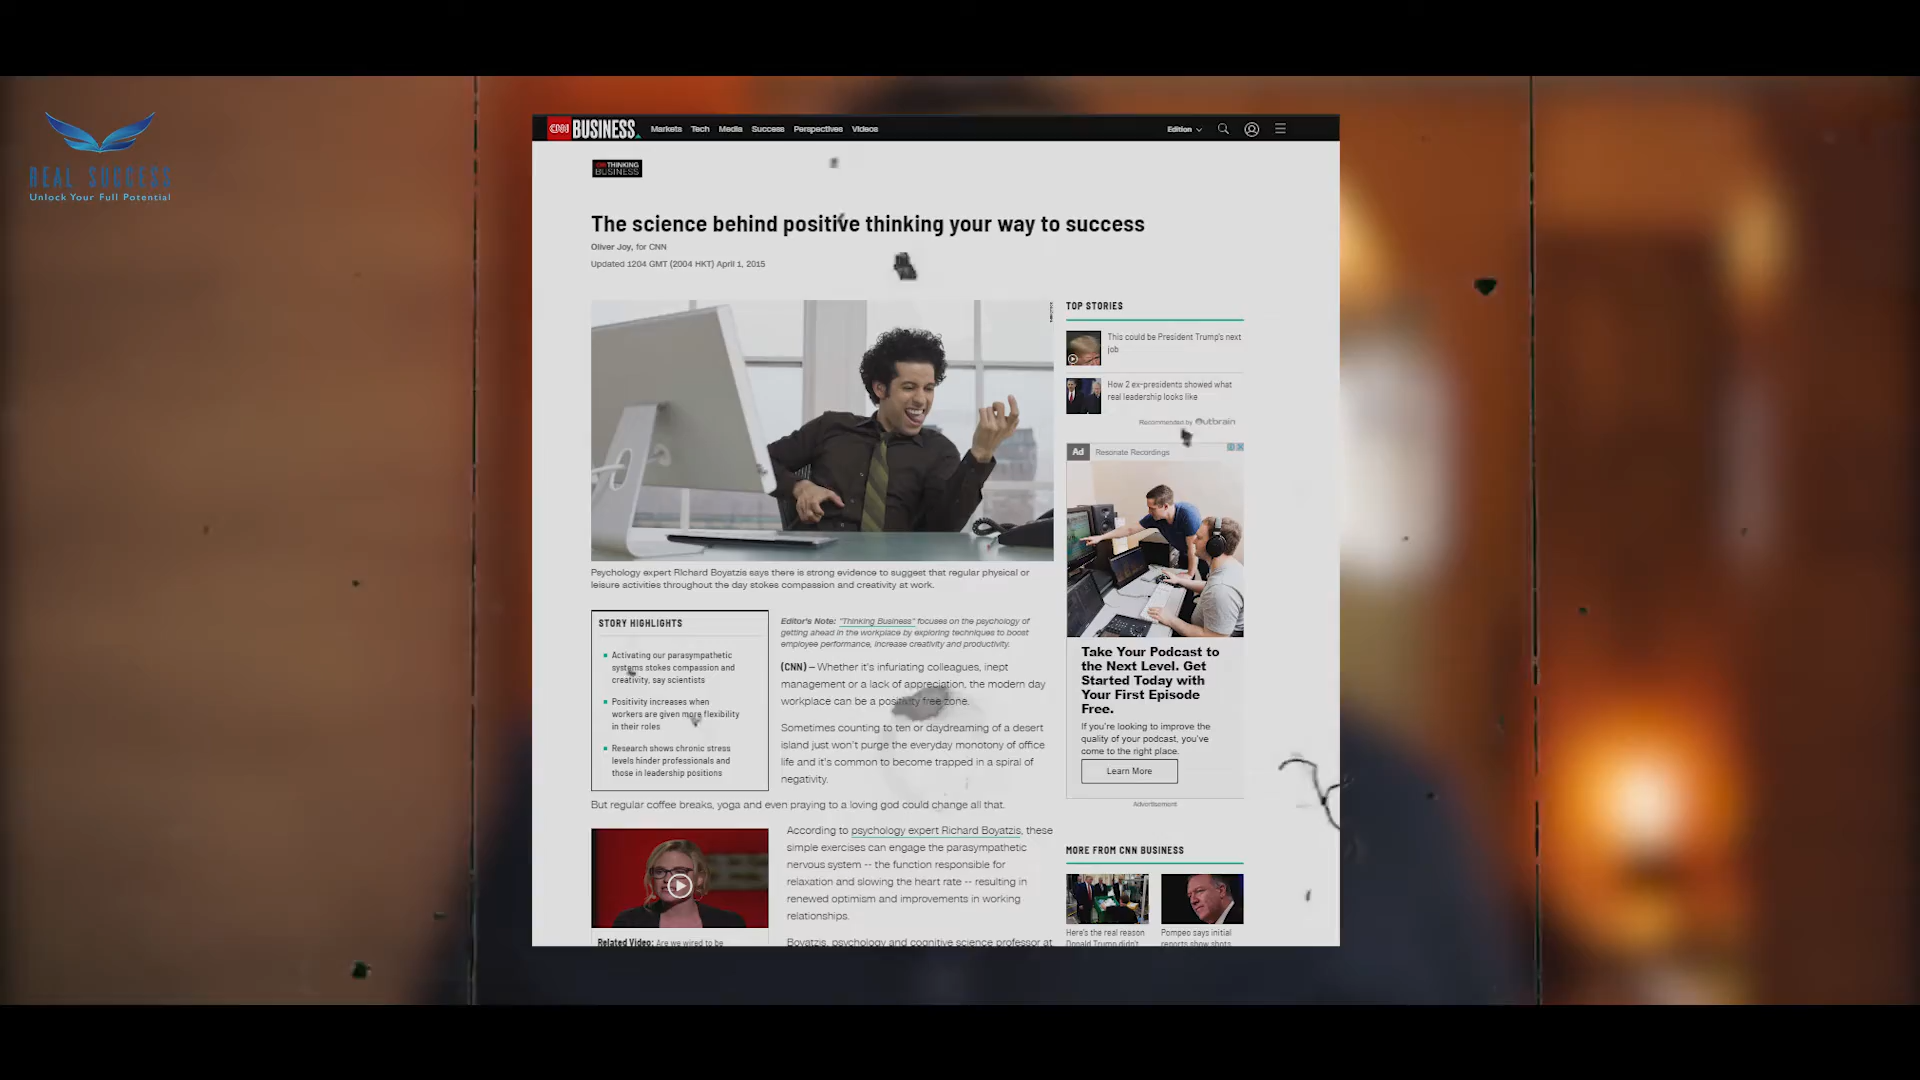 REAL SUCCESS
Unlock Your Full Potential
CNN BUSINESS
Markets Tech Media Success Perspectives Videos
Edition
THINKING
BUSINESS
The science behind positive thinking your way to success
Oliver Joy, for CNN
Updated 1204 GMT (2004 HKT) April 1, 2015
Psychology expert Richard Boyatzis says there is strong evidence to suggest that regular physical or
leisure activities throughout the day stokes compassion and creativity at work.
STORY HIGHLIGHTS
Activating our parasympathetic
systems stokes compassion and
creativity, say scientists
Positivity increases when
workers are given more flexibility
in their roles
Research shows chronic stress
levels hinder professionals and
those in leadership positions
Editor's Note: "Thinking Business" focuses on the psychology of
getting ahead in the workplace by exploring techniques to boost
employee performance, increase creativity and productivity.
(CNN) -- Whether it's infuriating colleagues, inept
management or a lack of appreciation, the modern day
workplace can be a positivity free zone.
Sometimes counting to ten or daydreaming of a desert
island just won't purge the everyday monotony of office
life and it's common to become trapped in a spiral of
negativity.
But regular coffee breaks, yoga and even praying to a loving god could change all that.
Related Video: Are we wired to be
According to psychology expert Richard Boyatzis, these
simple exercises can engage the parasympathetic
nervous system -- the function responsible for
relaxation and slowing the heart rate -- resulting in
renewed optimism and improvements in working
relationships.
Boyatzis, psychology and cognitive science professor at
TOP STORIES
This could be President Trump's next
job
How 2 ex-presidents showed what
real leadership looks like
Recommended by Outbrain
Ad Resonate Recordings
Take Your Podcast to
the Next Level. Get
Started Today with
Your First Episode
Free.
If you're looking to improve the
quality of your podcast, you've
come to the right place.
Learn More
Advertisement
MORE FROM CNN BUSINESS
Here's the real reason
Donald Trump didn't
Pompeo says initial
reports show shots